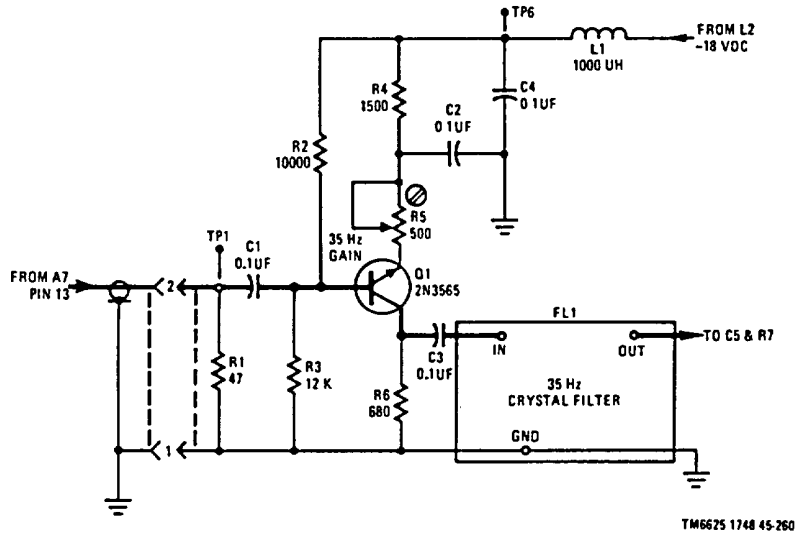 TP6
FROM L2
-18 VDC
L1
1000 UH
R4
1500
C4
0.1UF
C2
0.1UF
R2
10000
R5
500
TP1
35 Hz
GAIN
C1
0.1UF
Q1
2N3565
FROM A7
PIN 13
2
FL1
C3
0.1UF
IN
OUT
TO C5 & R7
R1
47
R3
12 K
R6
680
35 Hz
CRYSTAL FILTER
GND
1
TM6625 1748 45-260